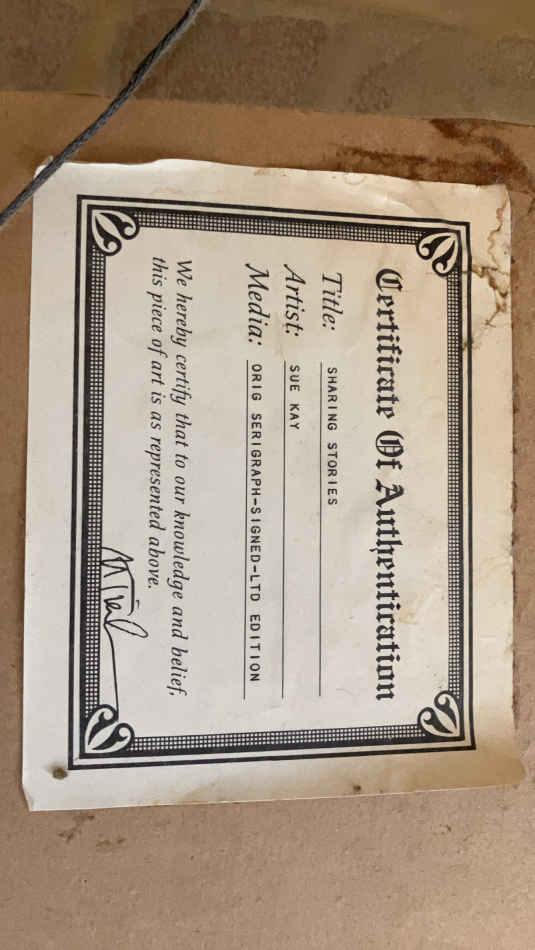 Certificate Of Authentication
Title: SHARING STORIES
Artist: SUE KAY
Media: ORIG SERIGRAPH-SIGNED-LTD EDITION
We hereby certify that to our knowledge and belief,
this piece of art is as represented above.